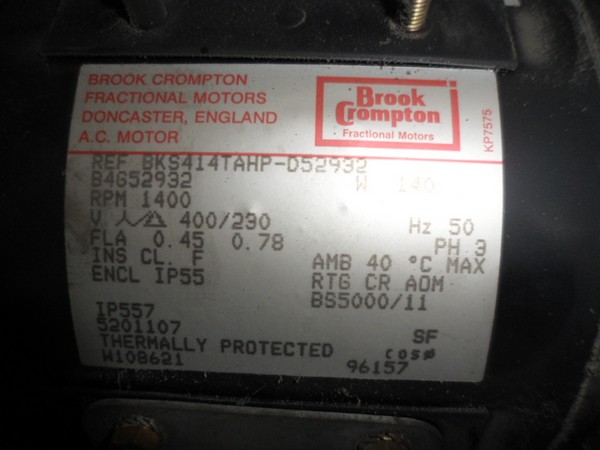 BROOK CROMPTON
FRACTIONAL MOTORS
DONCASTER, ENGLAND
A.C. MOTOR
Brook
Crompton
Fractional Motors
KP7575
REF BKS414TAHP-D52932
B4G52932 W 140
RPM 1400
V 400/230 Hz 50
FLA 0.45 0.78 PH 3
INS CL. F AMB 40 °C MAX
ENCL IP55 RTG CR AOM
BS5000/11
IP557
5201107 SF
THERMALLY PROTECTED cosø
W108621 96157